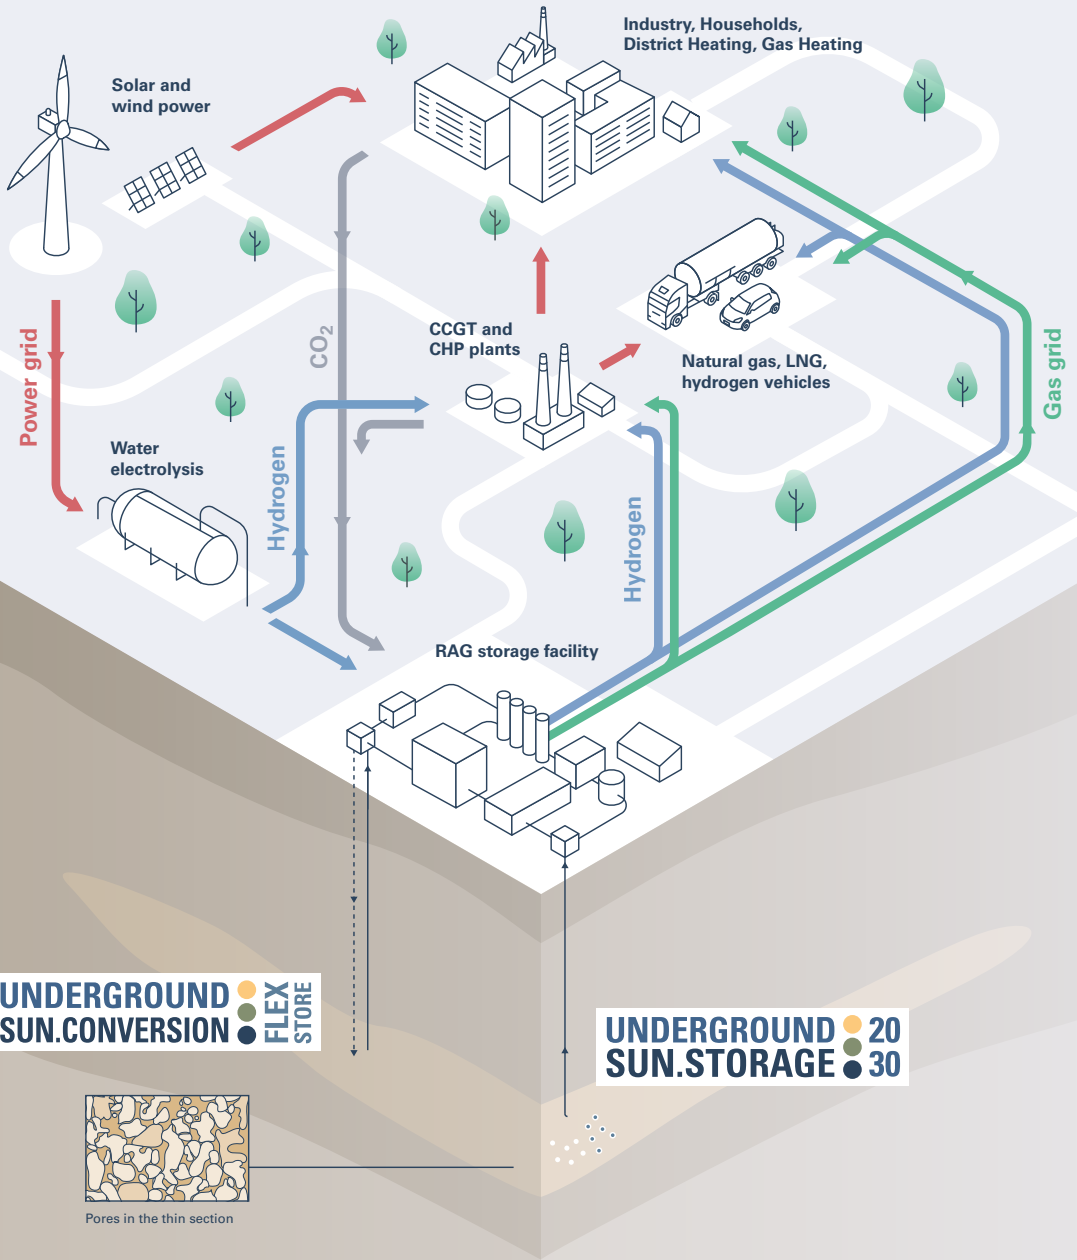 Industry, Households,
District Heating, Gas Heating
Solar and
wind power
CO2
CCGT and
CHP plants
Natural gas, LNG,
hydrogen vehicles
Power grid
Gas grid
Water
electrolysis
Hydrogen
Hydrogen
RAG storage facility
UNDERGROUND
SUN.CONVERSION
FLEX
STORE
UNDERGROUND 20
SUN.STORAGE 30
Pores in the thin section